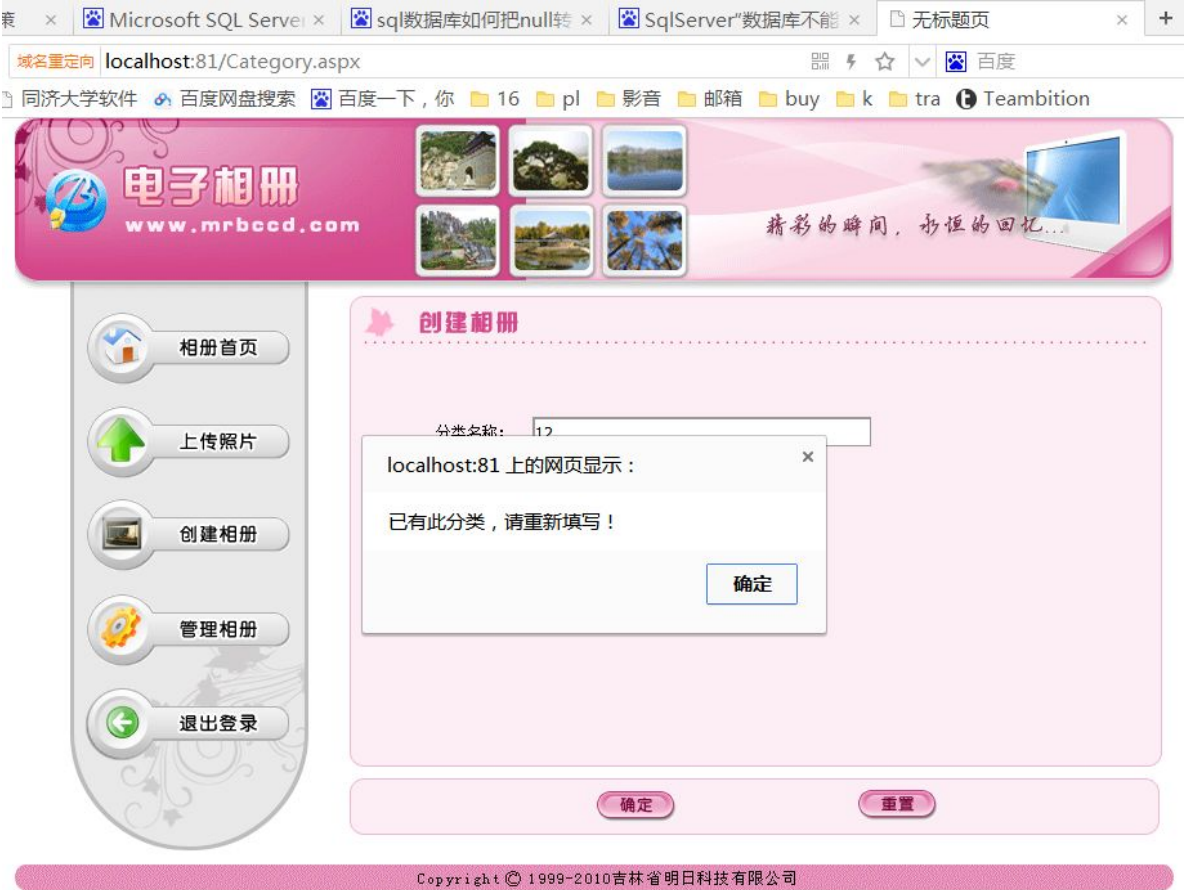 策 × Microsoft SQL Server × sql数据库如何把null转 × SqlServer“数据库不能 × 无标题页 × +
域名重定向 localhost:81/Category.aspx 百度
同济大学软件 百度网盘搜索 百度一下，你 16 pl 影音 邮箱 buy k tra Teambition
电子相册
www.mrbccd.com
精彩的瞬间，永恒的回忆...
创建相册
相册首页
上传照片
创建相册
管理相册
退出登录
分类名称： 12
localhost:81 上的网页显示： ×
已有此分类，请重新填写！
确定
确定 重置
Copyright© 1999-2010吉林省明日科技有限公司